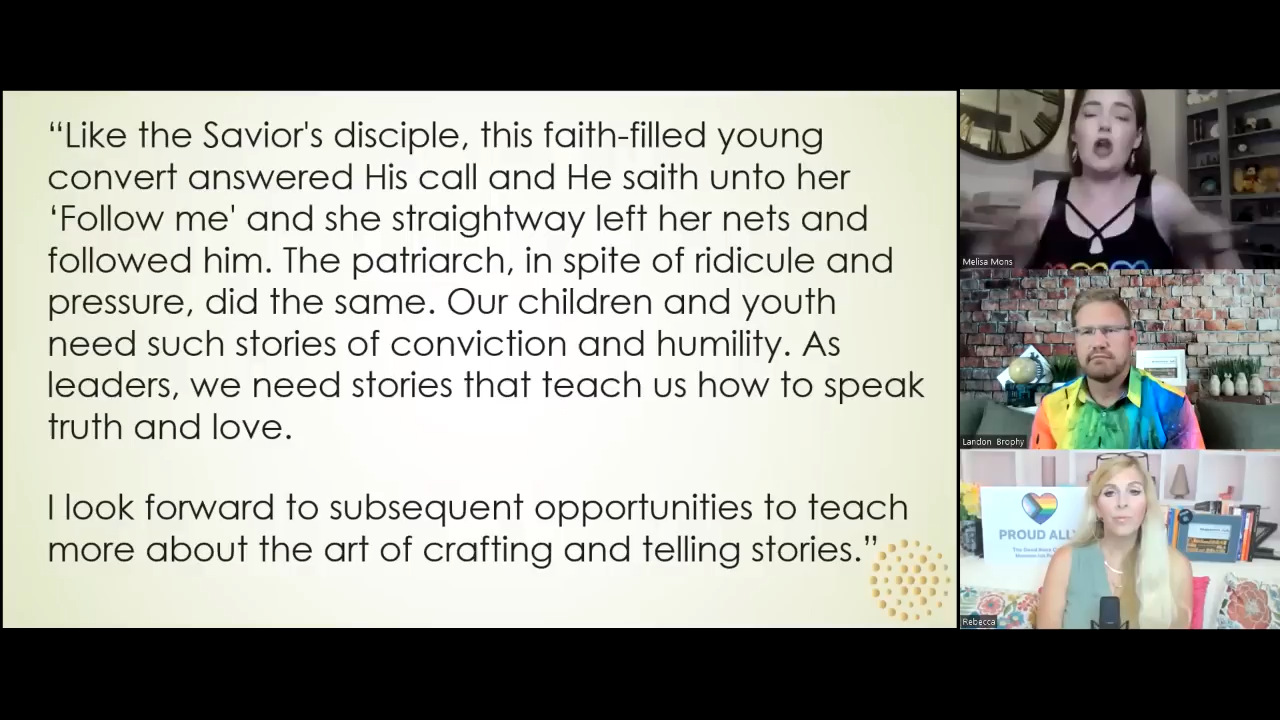 “Like the Savior's disciple, this faith-filled young
convert answered His call and He saith unto her
‘Follow me' and she straightway left her nets and
followed him. The patriarch, in spite of ridicule and
pressure, did the same. Our children and youth
need such stories of conviction and humility. As
leaders, we need stories that teach us how to speak
truth and love.
I look forward to subsequent opportunities to teach
more about the art of crafting and telling stories.”
Melisa Mons
Landon Brophy
PROUD ALLY
Rebecca